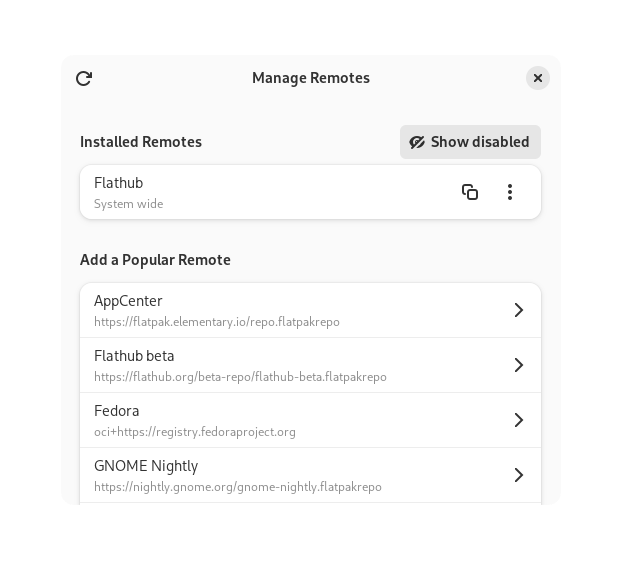 Manage Remotes
Installed Remotes
Show disabled
Flathub
System wide
Add a Popular Remote
AppCenter
https://flatpak.elementary.io/repo.flatpakrepo
Flathub beta
https://flathub.org/beta-repo/flathub-beta.flatpakrepo
Fedora
oci+https://registry.fedoraproject.org
GNOME Nightly
https://nightly.gnome.org/gnome-nightly.flatpakrepo